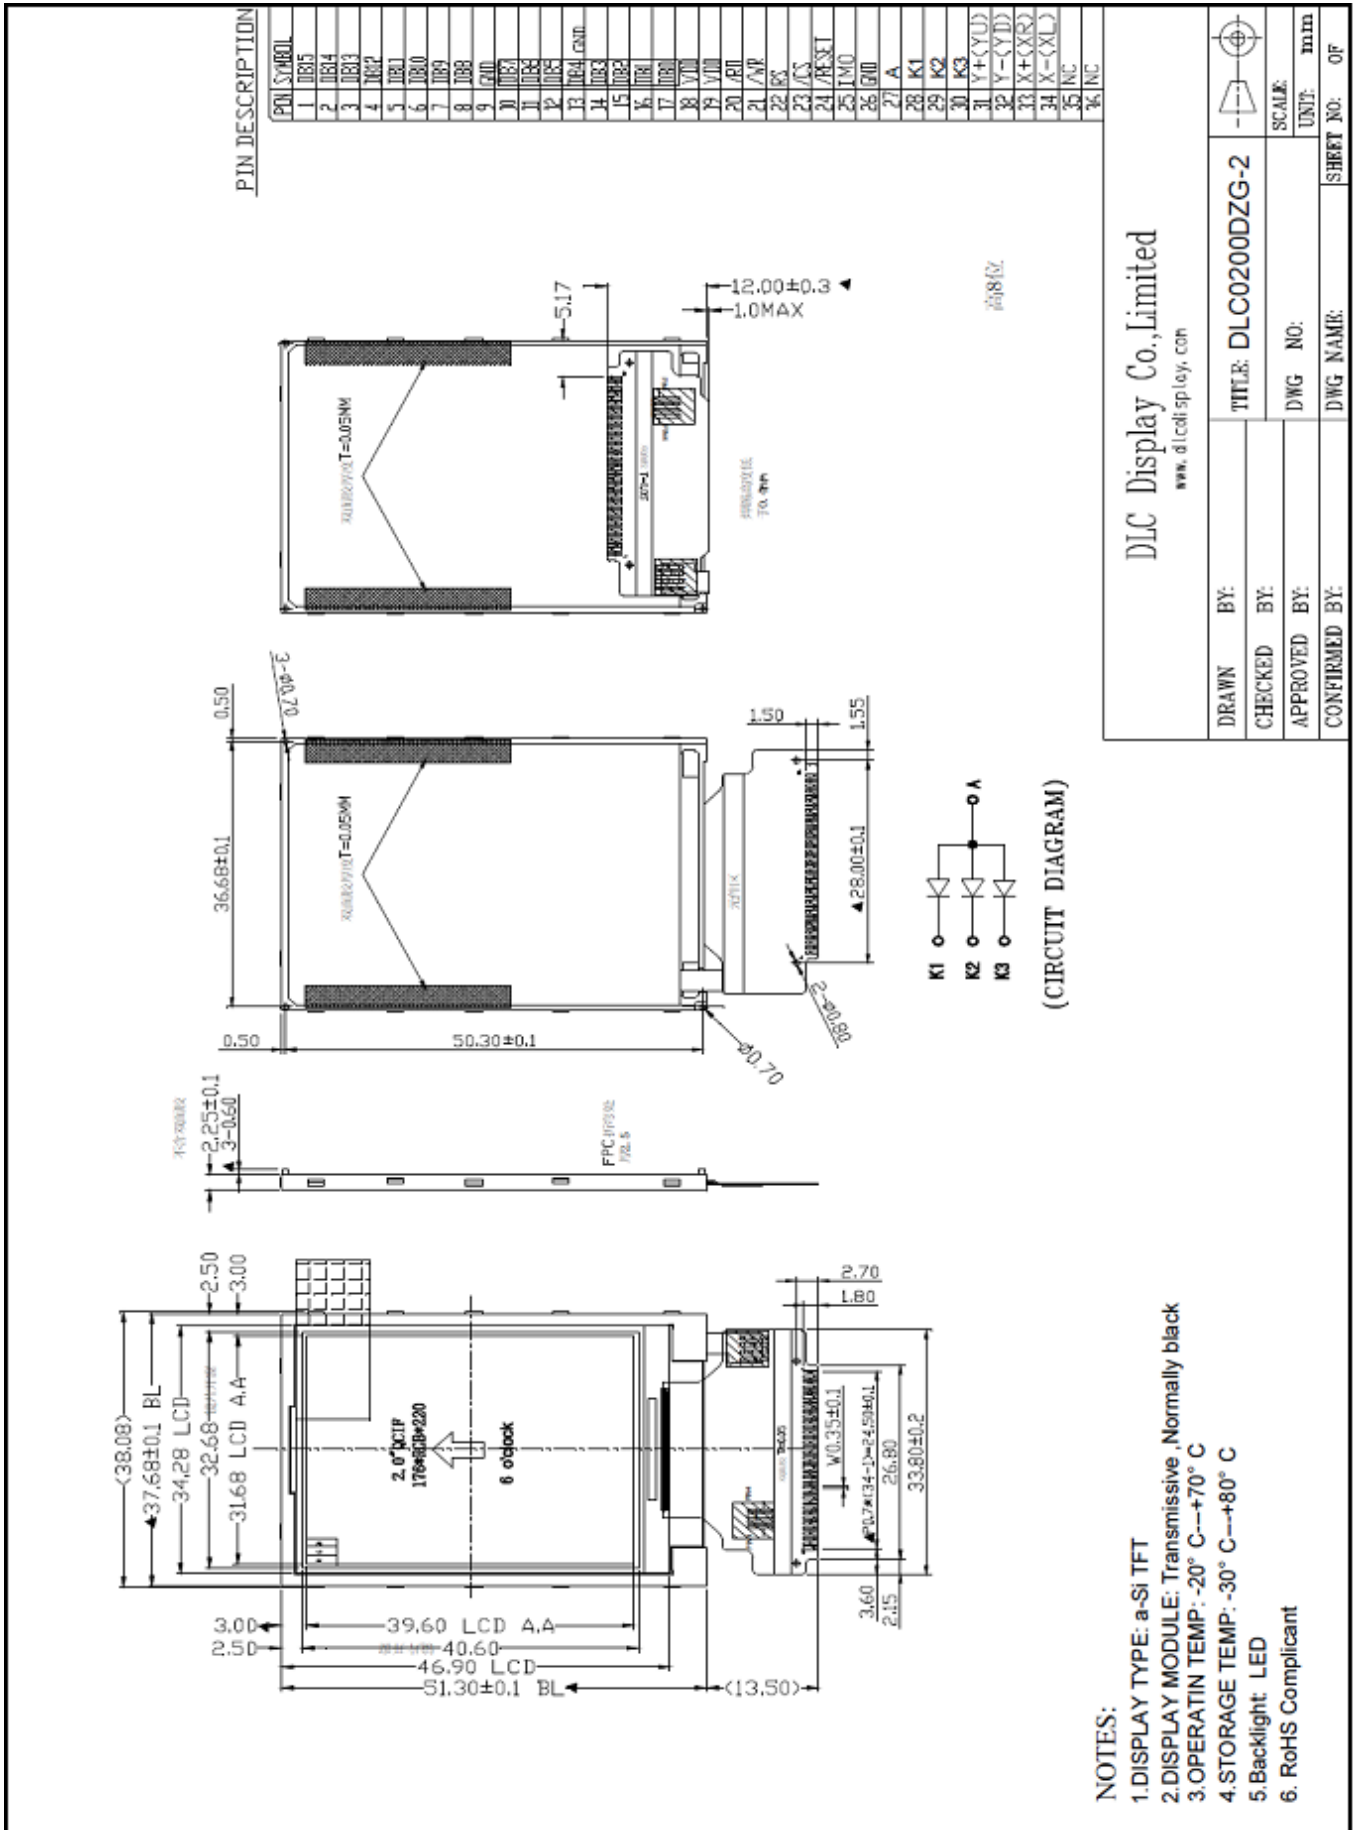 PIN DESCRIPTION
PIN SYMBOL
1 DB15
2 DB14
3 DB13
4 DB12
5 DB11
6 DB10
7 DB9
8 DB8
9 GND
10 DB7
11 DB6
12 DB5
13 DB4 GND
14 DB3
15 DB2
16 DB1
17 DB0
18 VDD
19 VDD
20 /RD
21 /WR
22 RS
23 /CS
24 /RESET
25 IMO
26 GND
27 A
28 K1
29 K2
30 K3
31 Y+(YU)
32 Y-(YD)
33 X+(XR)
34 X-(XL)
35 NC
36 NC
(38.08)
37.68±0.1 BL
34.28 LCD
32.68
31.68 LCD A.A
2.50
3.00
2.0"QCIF
176*RGB*220
6 o'clock
3.00
39.60 LCD A.A
2.50
40.60
46.90 LCD
51.30±0.1 BL
(13.50)
2.70
1.80
W0.35±0.1
P0.7*(34-1)=24.50±0.1
26.80
33.80±0.2
3.60
2.15
2.25±0.1
3-0.60
FPC
36.68±0.1
0.50
3-Φ0.70
T=0.05MM
0.50
50.30±0.1
Φ0.70
1.50
1.55
28.00±0.1
2-Φ0.80
T=0.05MM
5.17
12.00±0.3
1.0MAX
高8位
K1
K2
K3
A
(CIRCUIT DIAGRAM)
NOTES:
1.DISPLAY TYPE: a-Si TFT
2.DISPLAY MODULE: Transmissive ,Normally black
3.OPERATIN TEMP: -20° C---+70° C
4.STORAGE TEMP: -30° C---+80° C
5.Backlight: LED
6. RoHS Complicant
DLC Display Co.,Limited
www.dlcdisplay.com
DRAWN BY:
CHECKED BY:
APPROVED BY:
CONFIRMED BY:
TITLE: DLC0200DZG-2
DWG NO:
DWG NAME:
SCALE:
UNIT: mm
SHEET NO: OF